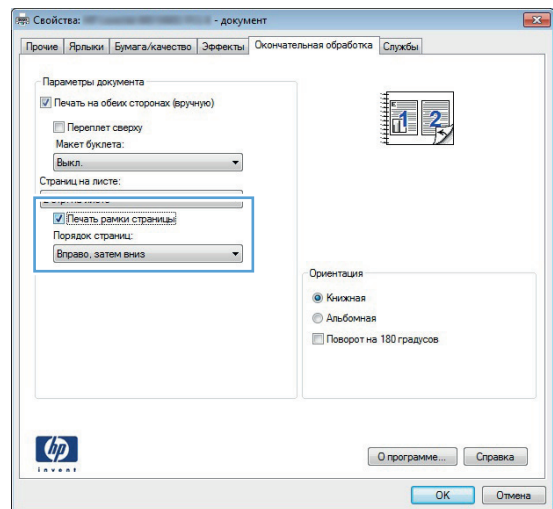 Свойства: - документ
Прочие Ярлыки Бумага/качество Эффекты Окончательная обработка Службы
Параметры документа
Печать на обеих сторонах (вручную)
Переплет сверху
Макет буклета:
Выкл.
Страниц на листе:
Печать рамки страницы
Порядок страниц:
Вправо, затем вниз
1 2
Ориентация
Книжная
Альбомная
Поворот на 180 градусов
hp
invent
О программе... Справка
OK Отмена